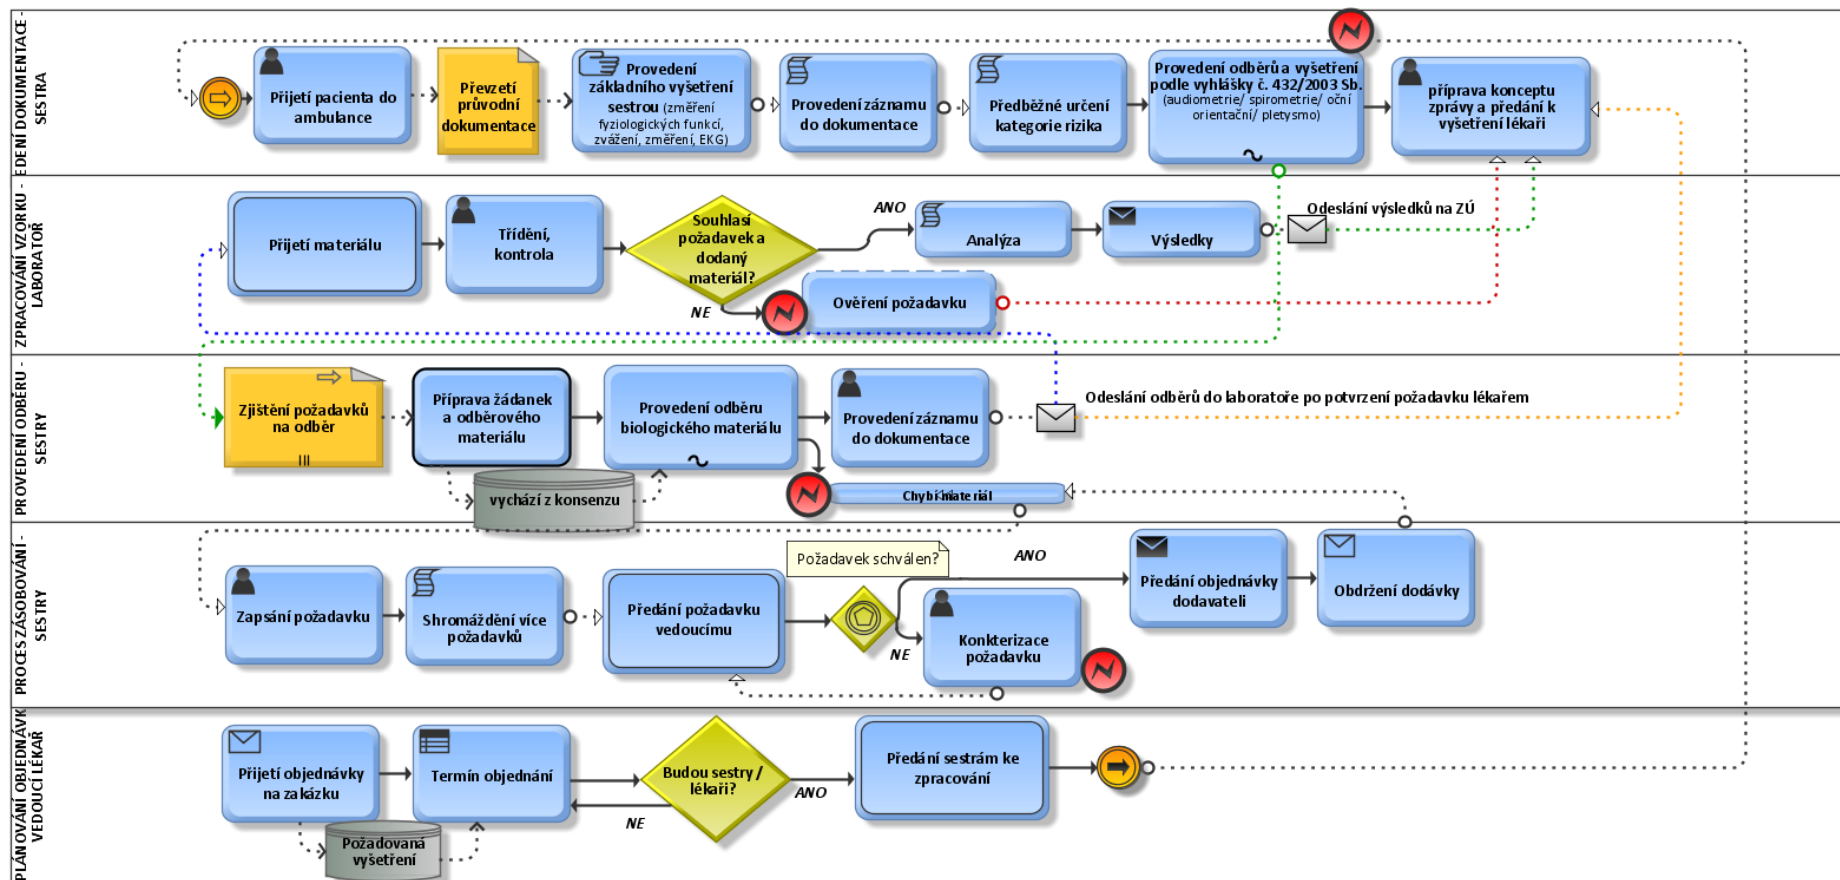 EDENÍ DOKUMENTACE -
SESTRA
Přijetí pacienta do
ambulance
Převzetí
průvodní
dokumentace
Provedení
základního vyšetření
sestrou (změření
fyziologických funkcí,
zvážení, změření, EKG)
Provedení záznamu
do dokumentace
Předběžné určení
kategorie rizika
Provedení odběrů a vyšetření
podle vyhlášky č. 432/2003 Sb.
(audiometrie/ spirometrie/ oční
orientační/ pletysmo)
příprava konceptu
zprávy a předání k
vyšetření lékaři
ZPRACOVÁNÍ VZORKU -
LABORATOŘ
Přijetí materiálu
Třídění,
kontrola
Souhlasí
požadavek a
dodaný
materiál?
ANO
NE
Analýza
Výsledky
Odeslání výsledků na ZÚ
Ověření požadavku
PROVEDENÍ ODBĚRU -
SESTRY
Zjištění požadavků
na odběr
Příprava žádanek
a odběrového
materiálu
vychází z konsenzu
Provedení odběru
biologického materiálu
Provedení záznamu
do dokumentace
Odeslání odběrů do laboratoře po potvrzení požadavku lékařem
Chybí materiál
PROCES ZÁSOBOVÁNÍ -
SESTRY
Zapsání požadavku
Shromáždění více
požadavků
Předání požadavku
vedoucímu
Požadavek schválen?
ANO
NE
Konkterizace
požadavku
Předání objednávky
dodavateli
Obdržení dodávky
PLÁNOVÁNÍ OBJEDNÁVK
VEDOUCÍ LÉKAŘ
Přijetí objednávky
na zakázku
Požadovaná
vyšetření
Termín objednání
Budou sestry /
lékaři?
ANO
NE
Předání sestrám ke
zpracování